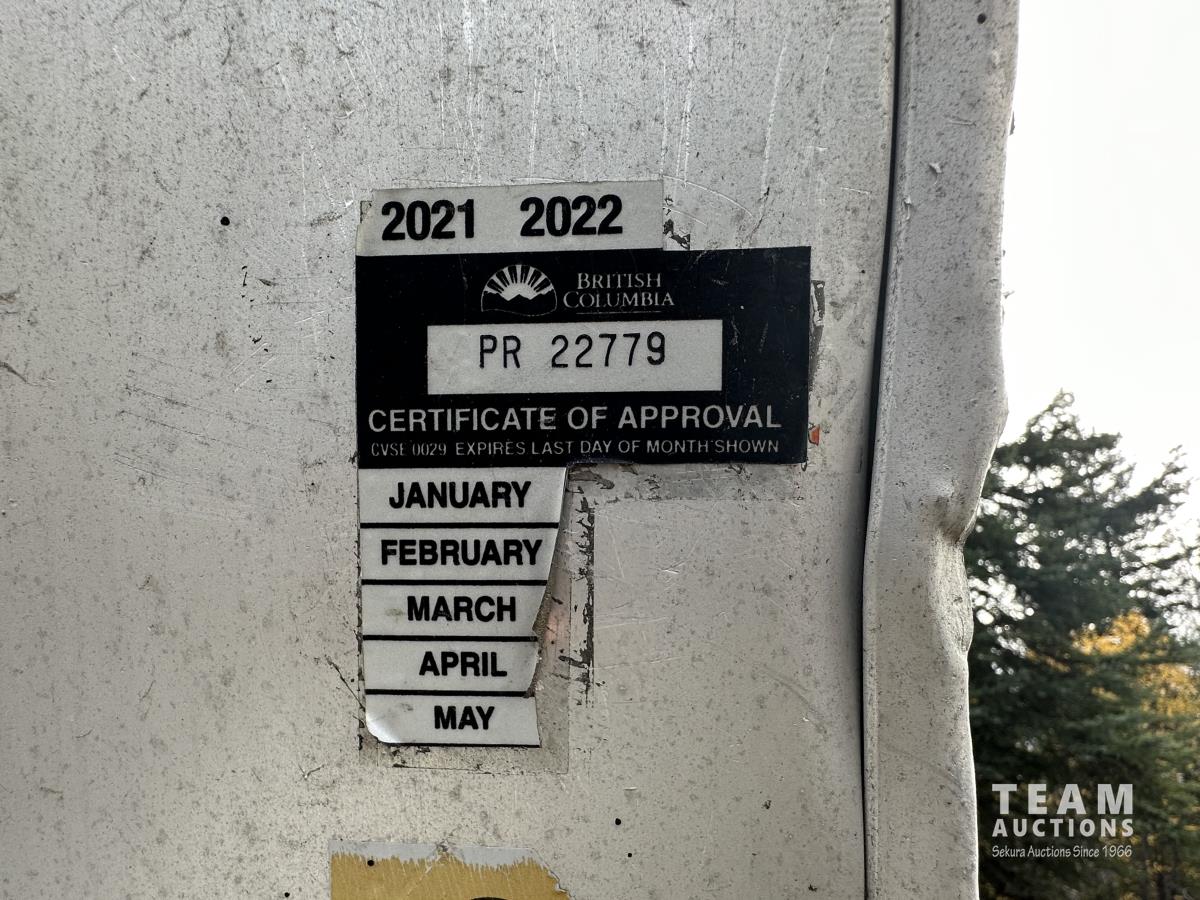 2021 2022
BRITISH
COLUMBIA
PR 22779
CERTIFICATE OF APPROVAL
CVSE 0029 EXPIRES LAST DAY OF MONTH SHOWN
JANUARY
FEBRUARY
MARCH
APRIL
MAY
TEAM
AUCTIONS
Sekura Auctions Since 1966